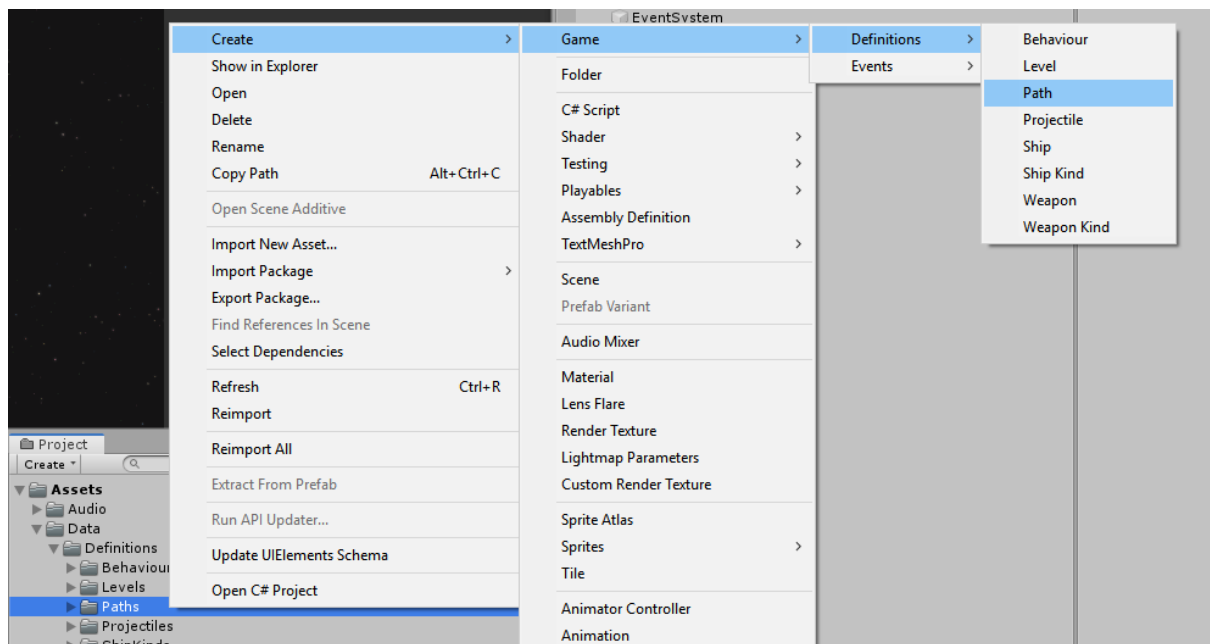 EventSystem
Create
Show in Explorer
Open
Delete
Rename
Copy Path Alt+Ctrl+C
Open Scene Additive
Import New Asset...
Import Package
Export Package...
Find References In Scene
Select Dependencies
Refresh Ctrl+R
Reimport
Reimport All
Extract From Prefab
Run API Updater...
Update UIElements Schema
Open C# Project
Game
Folder
C# Script
Shader
Testing
Playables
Assembly Definition
TextMeshPro
Scene
Prefab Variant
Audio Mixer
Material
Lens Flare
Render Texture
Lightmap Parameters
Custom Render Texture
Sprite Atlas
Sprites
Tile
Animator Controller
Animation
Definitions
Events
Behaviour
Level
Path
Projectile
Ship
Ship Kind
Weapon
Weapon Kind
Project
Create
Assets
Audio
Data
Definitions
Behaviour
Levels
Paths
Projectiles
ShipKinds